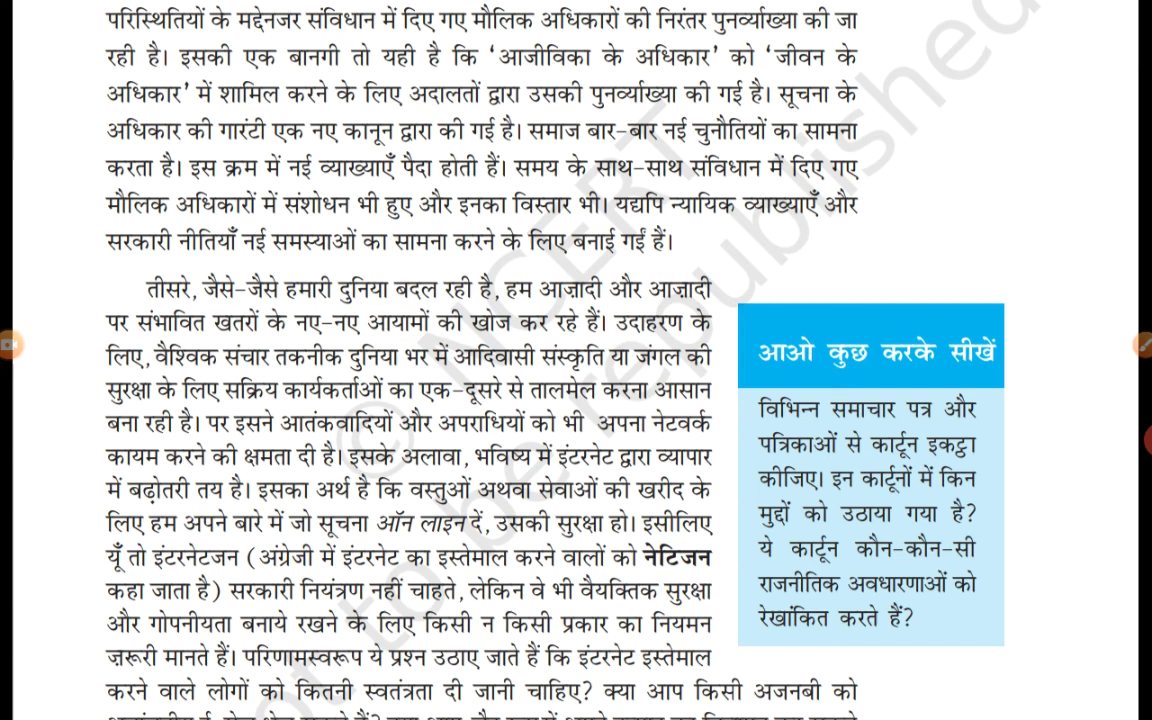 परिस्थितियों के मद्देनजर संविधान में दिए गए मौलिक अधिकारों की निरंतर पुनर्व्याख्या की जा
रही है। इसकी एक बानगी तो यही है कि ‘आजीविका के अधिकार’ को ‘जीवन के
अधिकार’ में शामिल करने के लिए अदालतों द्वारा उसकी पुनर्व्याख्या की गई है। सूचना के
अधिकार की गारंटी एक नए कानून द्वारा की गई है। समाज बार-बार नई चुनौतियों का सामना
करता है। इस क्रम में नई व्याख्याएँ पैदा होती हैं। समय के साथ-साथ संविधान में दिए गए
मौलिक अधिकारों में संशोधन भी हुए और इनका विस्तार भी। यद्यपि न्यायिक व्याख्याएँ और
सरकारी नीतियाँ नई समस्याओं का सामना करने के लिए बनाई गईं हैं।
तीसरे, जैसे-जैसे हमारी दुनिया बदल रही है, हम आज़ादी और आज़ादी
पर संभावित खतरों के नए-नए आयामों की खोज कर रहे हैं। उदाहरण के
लिए, वैश्विक संचार तकनीक दुनिया भर में आदिवासी संस्कृति या जंगल की
सुरक्षा के लिए सक्रिय कार्यकर्ताओं का एक-दूसरे से तालमेल करना आसान
बना रही है। पर इसने आतंकवादियों और अपराधियों को भी अपना नेटवर्क
कायम करने की क्षमता दी है। इसके अलावा, भविष्य में इंटरनेट द्वारा व्यापार
में बढ़ोतरी तय है। इसका अर्थ है कि वस्तुओं अथवा सेवाओं की खरीद के
लिए हम अपने बारे में जो सूचना ऑन लाइन दें, उसकी सुरक्षा हो। इसीलिए
यूँ तो इंटरनेटजन (अंग्रेजी में इंटरनेट का इस्तेमाल करने वालों को नेटिजन
कहा जाता है) सरकारी नियंत्रण नहीं चाहते, लेकिन वे भी वैयक्तिक सुरक्षा
और गोपनीयता बनाये रखने के लिए किसी न किसी प्रकार का नियमन
ज़रूरी मानते हैं। परिणामस्वरूप ये प्रश्न उठाए जाते हैं कि इंटरनेट इस्तेमाल
करने वाले लोगों को कितनी स्वतंत्रता दी जानी चाहिए? क्या आप किसी अजनबी को
आओ कुछ करके सीखें
विभिन्न समाचार पत्र और
पत्रिकाओं से कार्टून इकट्ठा
कीजिए। इन कार्टूनों में किन
मुद्दों को उठाया गया है?
ये कार्टून कौन-कौन-सी
राजनीतिक अवधारणाओं को
रेखांकित करते हैं?
© NCERT
not to be republished